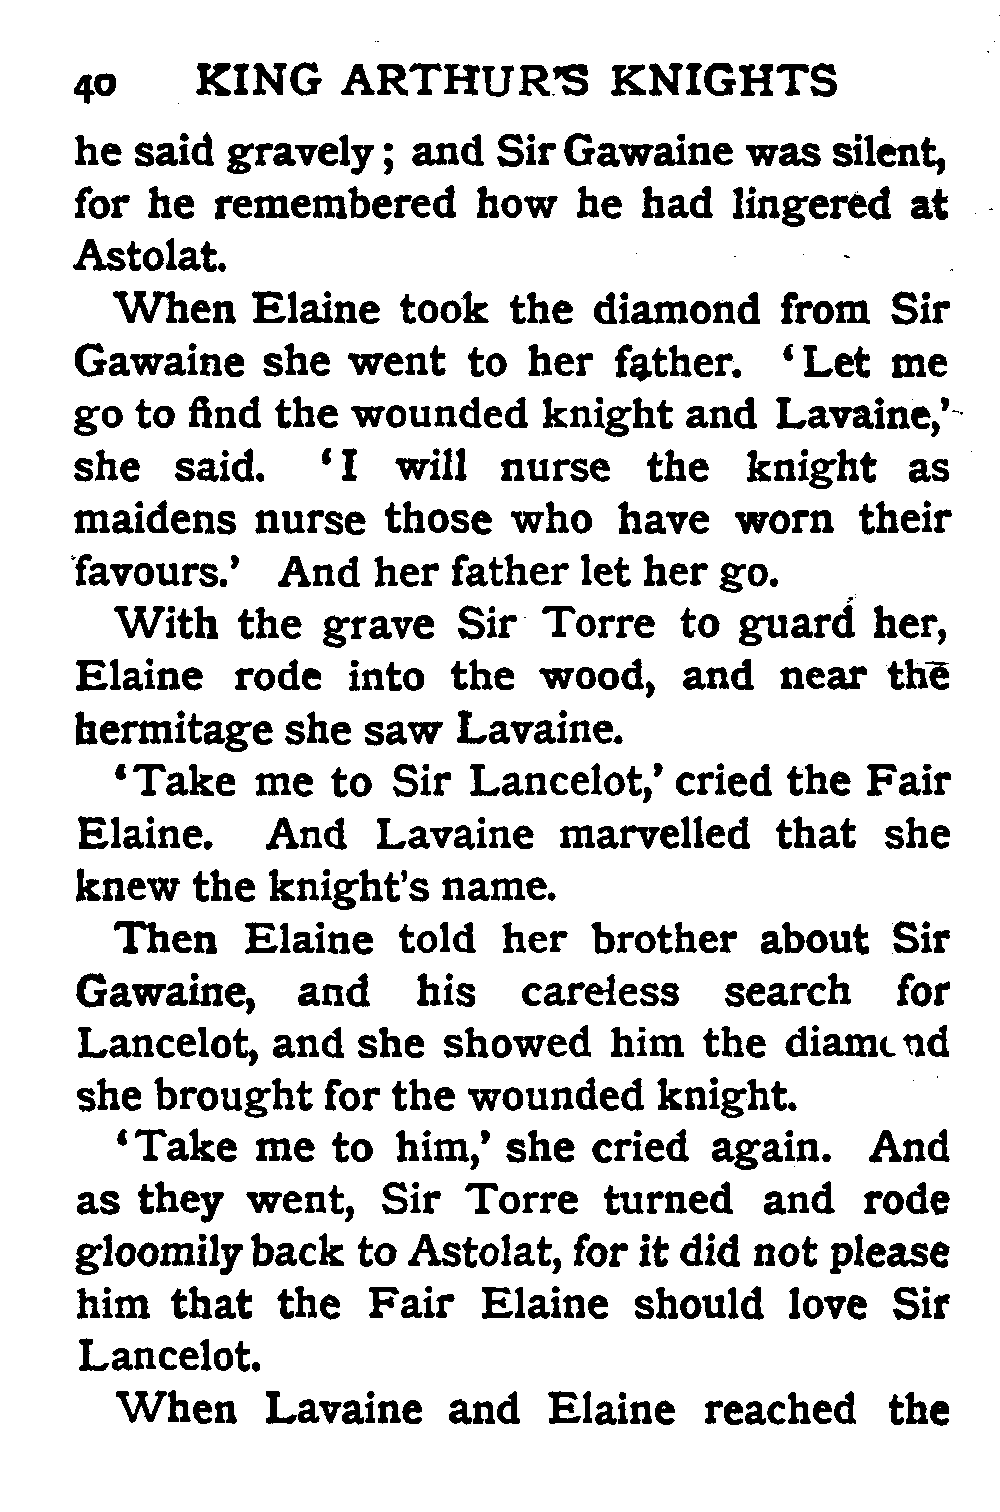 40 KING ARTHUR'S KNIGHTS
he said gravely; and Sir Gawaine was silent,
for he remembered how he had lingered at
Astolat.
When Elaine took the diamond from Sir
Gawaine she went to her father. ‘Let me
go to find the wounded knight and Lavaine,’
she said. ‘I will nurse the knight as
maidens nurse those who have worn their
favours.’ And her father let her go.
With the grave Sir Torre to guard her,
Elaine rode into the wood, and near the
hermitage she saw Lavaine.
‘Take me to Sir Lancelot,’ cried the Fair
Elaine. And Lavaine marvelled that she
knew the knight's name.
Then Elaine told her brother about Sir
Gawaine, and his careless search for
Lancelot, and she showed him the diamond
she brought for the wounded knight.
‘Take me to him,’ she cried again. And
as they went, Sir Torre turned and rode
gloomily back to Astolat, for it did not please
him that the Fair Elaine should love Sir
Lancelot.
When Lavaine and Elaine reached the